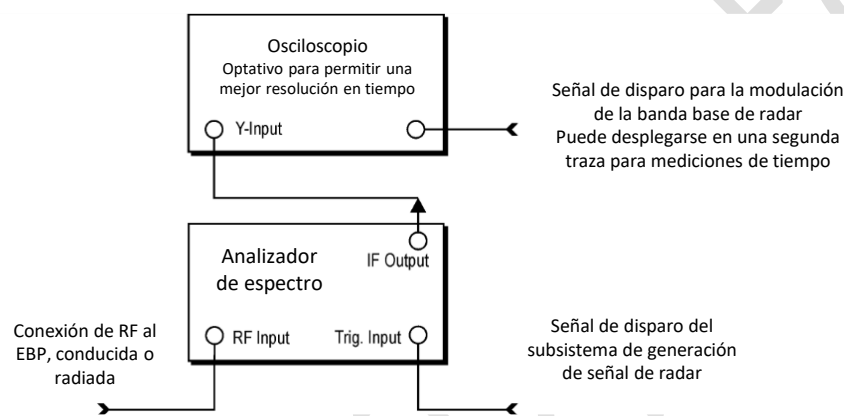 Osciloscopio
Optativo para permitir una
mejor resolución en tiempo
Y-Input
Señal de disparo para la modulación
de la banda base de radar
Puede desplegarse en una segunda
traza para mediciones de tiempo
Analizador
de espectro
IF Output
RF Input
Trig. Input
Conexión de RF al
EBP, conducida o
radiada
Señal de disparo del
subsistema de generación
de señal de radar